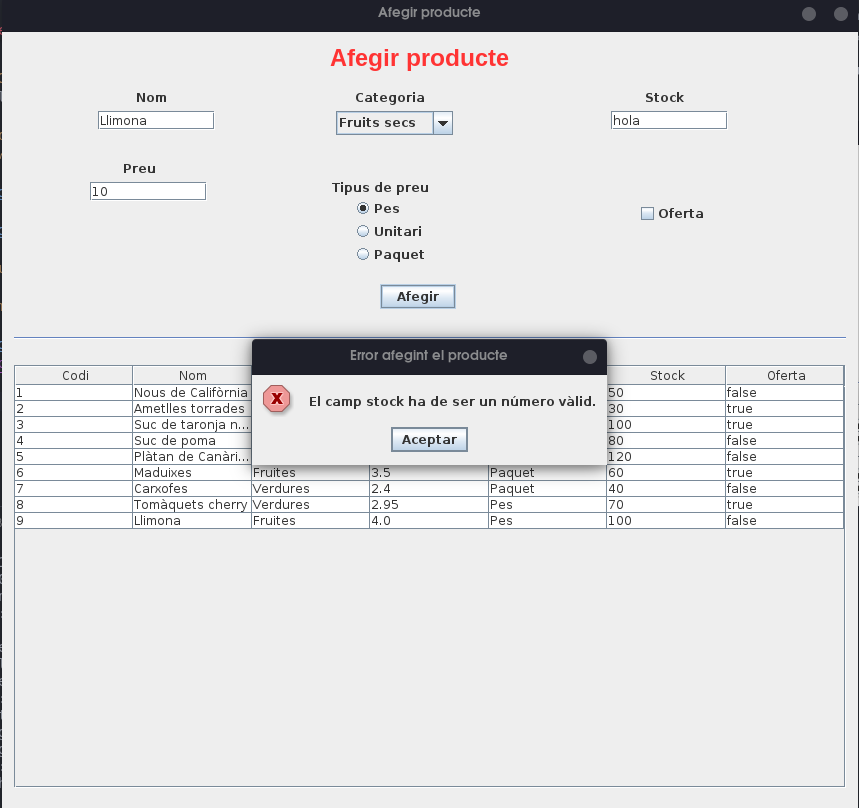 Afegir producte
Afegir producte
Nom Categoria Stock
Llimona Fruits secs hola
Preu
10
Tipus de preu
Pes
Unitari
Paquet
Oferta
Afegir
Error afegint el producte
El camp stock ha de ser un número vàlid.
Aceptar
Codi Nom Stock Oferta
1 Nous de Califòrnia 50 false
2 Ametlles torrades 30 true
3 Suc de taronja n... 100 true
4 Suc de poma 80 false
5 Plàtan de Canàri... 120 false
6 Maduixes Fruites 3.5 Paquet 60 true
7 Carxofes Verdures 2.4 Paquet 40 false
8 Tomàquets cherry Verdures 2.95 Pes 70 true
9 Llimona Fruites 4.0 Pes 100 false